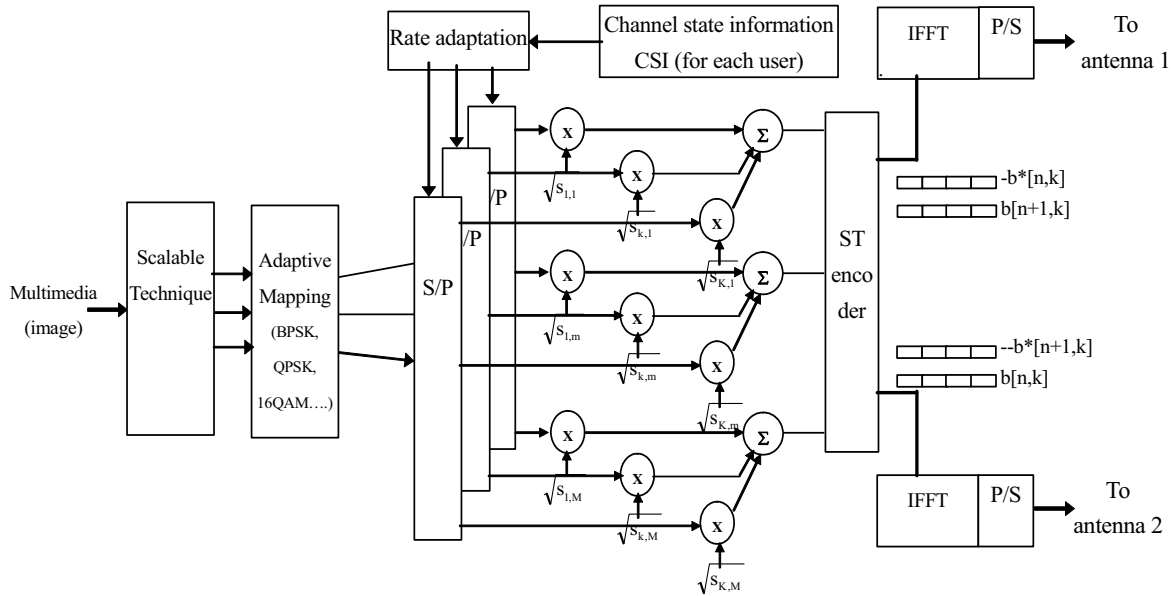 Rate adaptation
Channel state information
CSI (for each user)
IFFT
P/S
To
antenna 1
-b*[n,k]
b[n+1,k]
Multimedia
(image)
Scalable
Technique
Adaptive
Mapping
(BPSK,
QPSK,
16QAM….)
S/P
/P
/P
x
x
x
x
x
x
x
x
x
√s1,1
√sk,1
√sK,1
√s1,m
√sk,m
√sK,m
√s1,M
√sk,M
√sK,M
Σ
Σ
Σ
ST
enco
der
--b*[n+1,k]
b[n,k]
IFFT
P/S
To
antenna 2